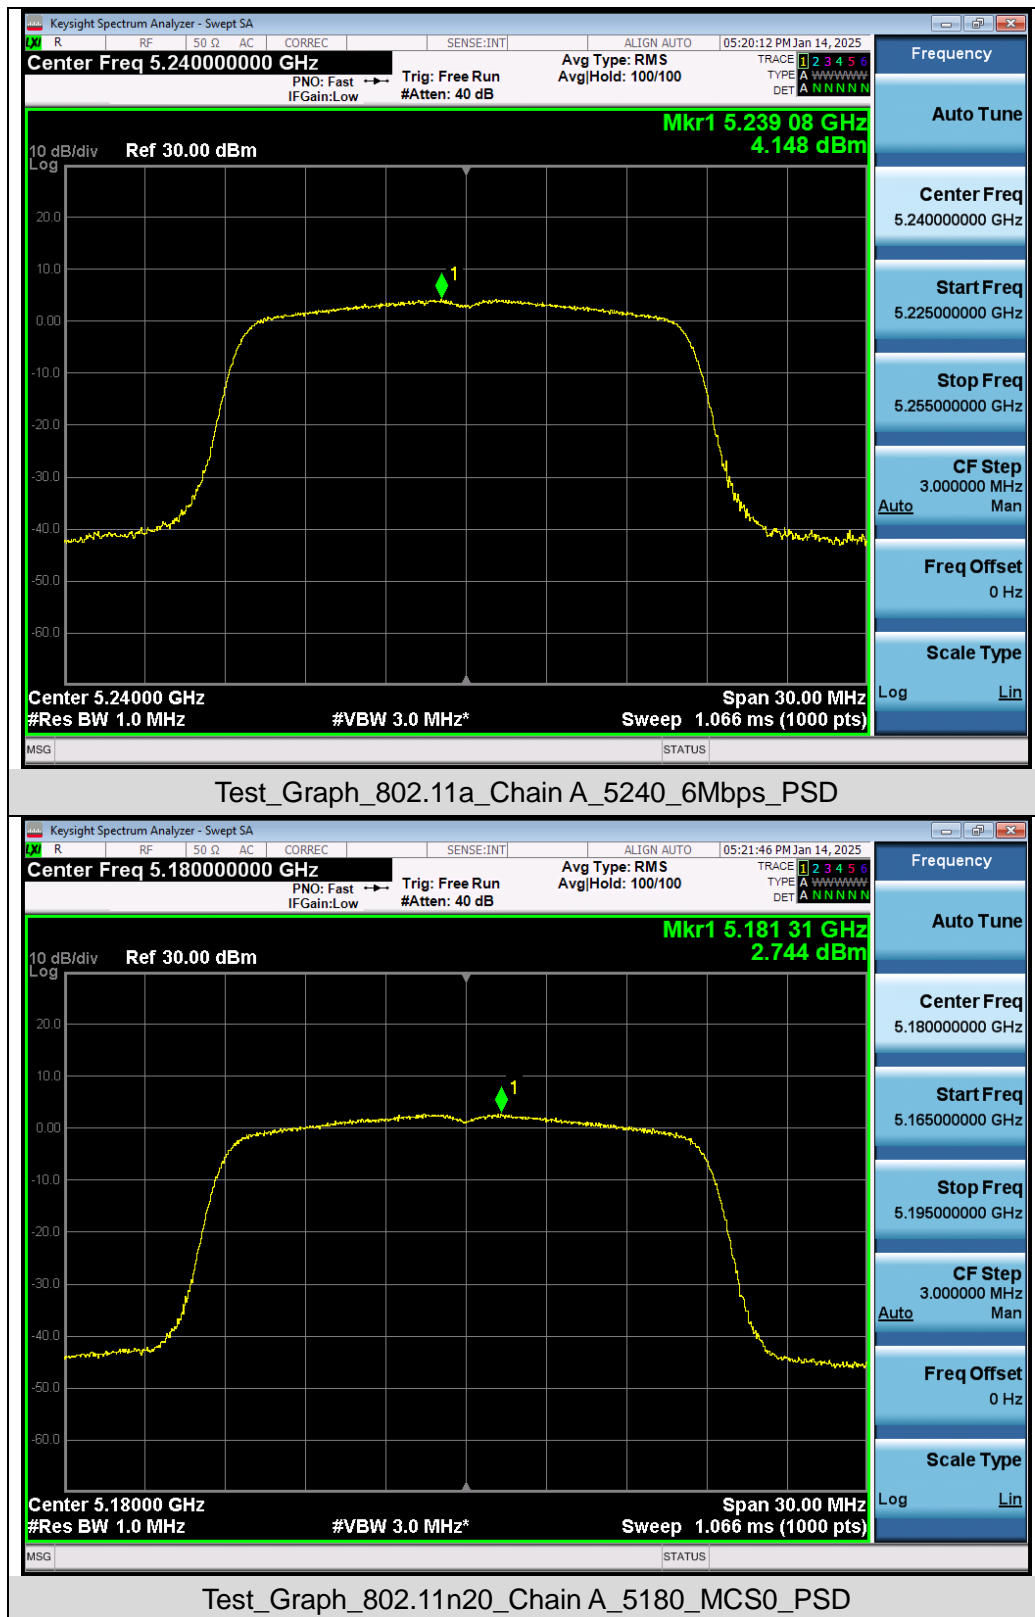 Keysight Spectrum Analyzer - Swept SA
LXI R RF 50 Ω AC CORREC SENSE:INT ALIGN AUTO 05:20:12 PM Jan 14, 2025
Center Freq 5.240000000 GHz
PNO: Fast
IFGain:Low
Trig: Free Run
#Atten: 40 dB
Avg Type: RMS
Avg|Hold: 100/100
TRACE 1 2 3 4 5 6
TYPE A WWWWW
DET A N N N N N
Mkr1 5.239 08 GHz
4.148 dBm
10 dB/div Ref 30.00 dBm
Log
20.0
10.0
0.00
-10.0
-20.0
-30.0
-40.0
-50.0
-60.0
1
Center 5.24000 GHz Span 30.00 MHz
#Res BW 1.0 MHz #VBW 3.0 MHz* Sweep 1.066 ms (1000 pts)
MSG STATUS
Frequency
Auto Tune
Center Freq
5.240000000 GHz
Start Freq
5.225000000 GHz
Stop Freq
5.255000000 GHz
CF Step
3.000000 MHz
Auto Man
Freq Offset
0 Hz
Scale Type
Log Lin
Test_Graph_802.11a_Chain A_5240_6Mbps_PSD
Keysight Spectrum Analyzer - Swept SA
LXI R RF 50 Ω AC CORREC SENSE:INT ALIGN AUTO 05:21:46 PM Jan 14, 2025
Center Freq 5.180000000 GHz
PNO: Fast
IFGain:Low
Trig: Free Run
#Atten: 40 dB
Avg Type: RMS
Avg|Hold: 100/100
TRACE 1 2 3 4 5 6
TYPE A WWWWW
DET A N N N N N
Mkr1 5.181 31 GHz
2.744 dBm
10 dB/div Ref 30.00 dBm
Log
20.0
10.0
0.00
-10.0
-20.0
-30.0
-40.0
-50.0
-60.0
1
Center 5.18000 GHz Span 30.00 MHz
#Res BW 1.0 MHz #VBW 3.0 MHz* Sweep 1.066 ms (1000 pts)
MSG STATUS
Frequency
Auto Tune
Center Freq
5.180000000 GHz
Start Freq
5.165000000 GHz
Stop Freq
5.195000000 GHz
CF Step
3.000000 MHz
Auto Man
Freq Offset
0 Hz
Scale Type
Log Lin
Test_Graph_802.11n20_Chain A_5180_MCS0_PSD